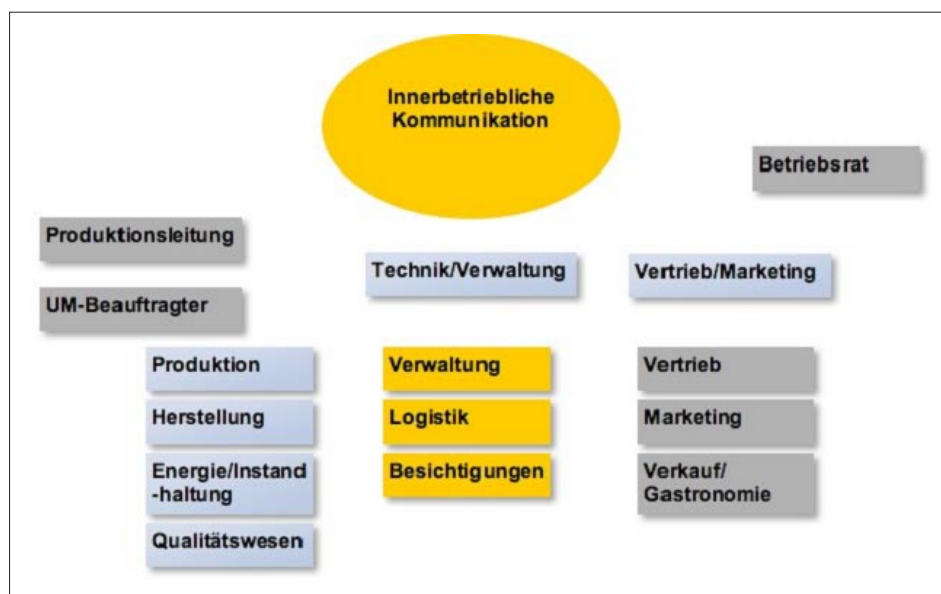 Innerbetriebliche
Kommunikation
Betriebsrat
Produktionsleitung
Technik/Verwaltung
Vertrieb/Marketing
UM-Beauftragter
Produktion
Herstellung
Energie/Instand
-haltung
Qualitätswesen
Verwaltung
Logistik
Besichtigungen
Vertrieb
Marketing
Verkauf/
Gastronomie